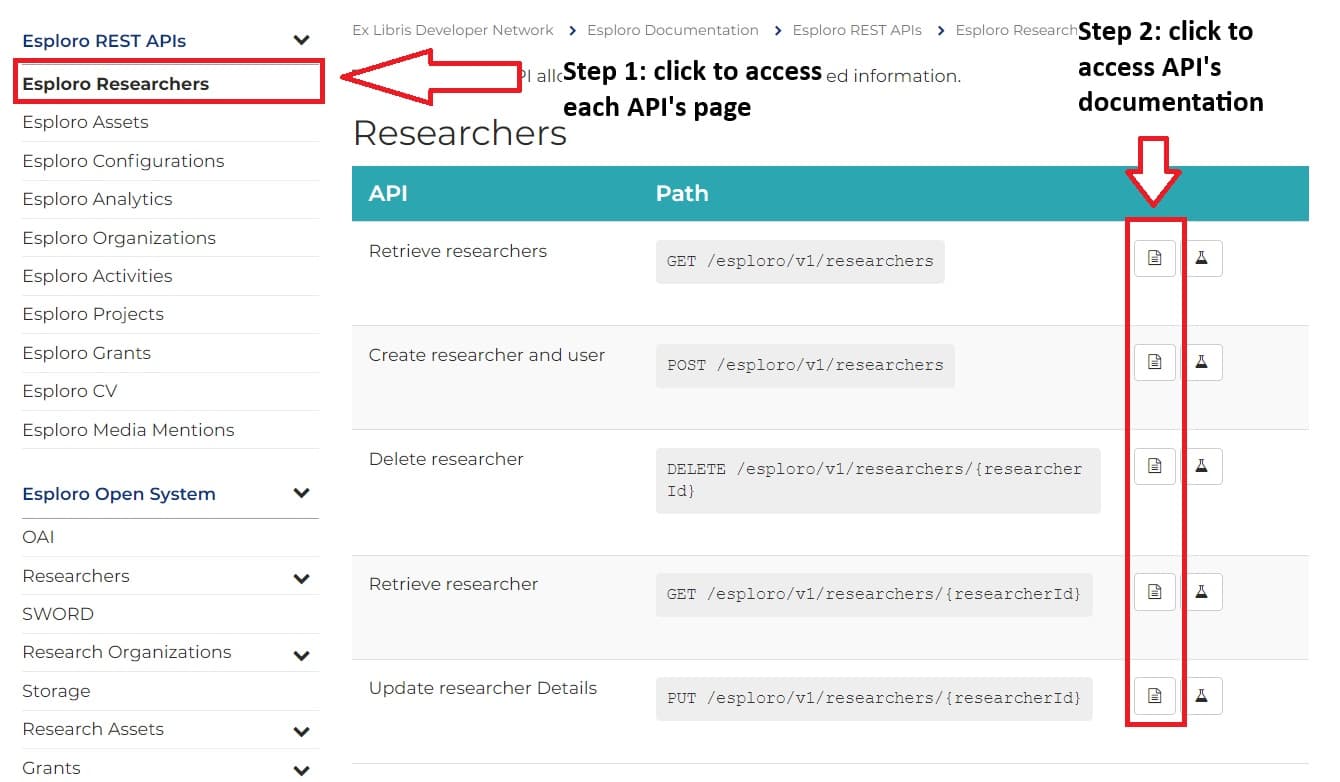 Esploro REST APIs
Esploro Researchers
Esploro Assets
Esploro Configurations
Esploro Analytics
Esploro Organizations
Esploro Activities
Esploro Projects
Esploro Grants
Esploro CV
Esploro Media Mentions
Esploro Open System
OAI
Researchers
SWORD
Research Organizations
Storage
Research Assets
Grants
Ex Libris Developer Network > Esploro Documentation > Esploro REST APIs > Esploro Research
ed information.
Step 1: click to access
each API's page
Step 2: click to
access API's
documentation
Researchers
API Path
Retrieve researchers GET /esploro/v1/researchers
Create researcher and user POST /esploro/v1/researchers
Delete researcher DELETE /esploro/v1/researchers/{researcher
Id}
Retrieve researcher GET /esploro/v1/researchers/{researcherId}
Update researcher Details PUT /esploro/v1/researchers/{researcherId}